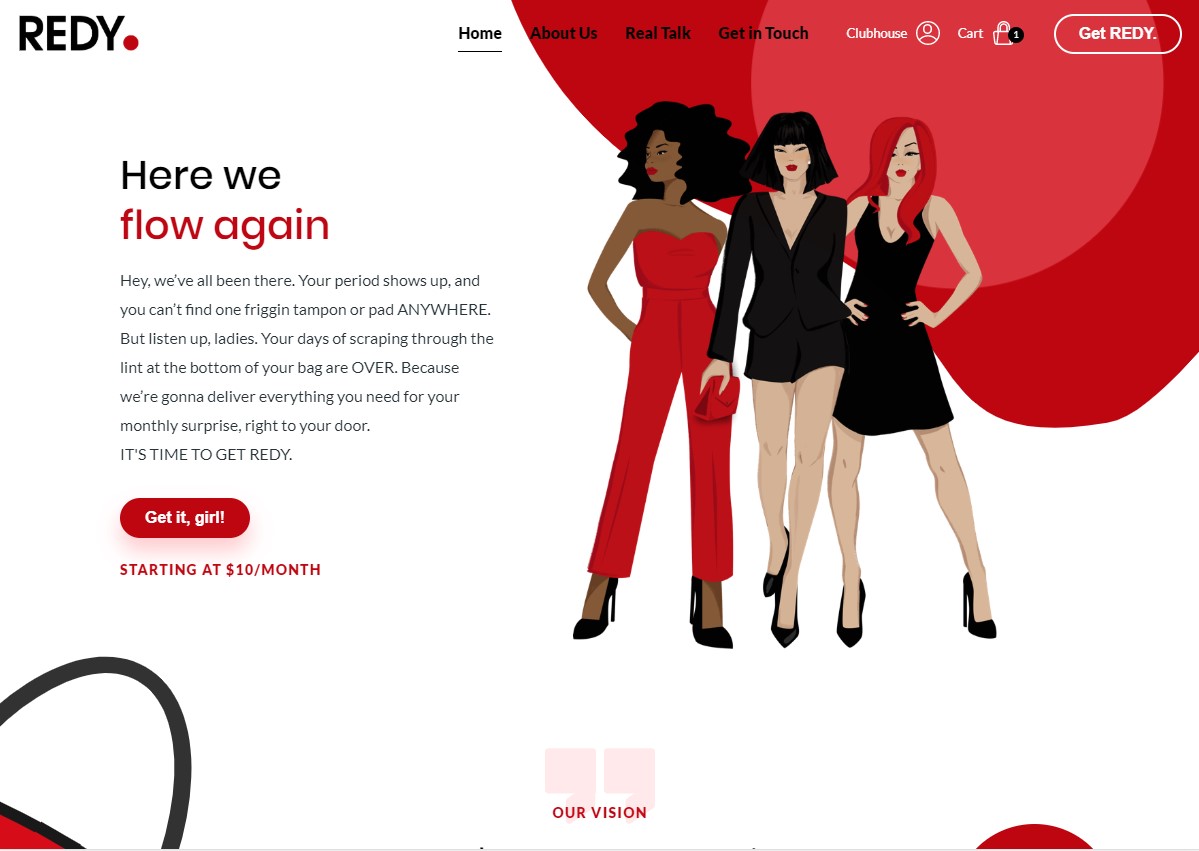 REDY.
Home About Us Real Talk Get in Touch Clubhouse Cart 1 Get REDY.
Here we
flow again
Hey, we’ve all been there. Your period shows up, and
you can’t find one friggin tampon or pad ANYWHERE.
But listen up, ladies. Your days of scraping through the
lint at the bottom of your bag are OVER. Because
we’re gonna deliver everything you need for your
monthly surprise, right to your door.
IT'S TIME TO GET REDY.
Get it, girl!
STARTING AT $10/MONTH
OUR VISION